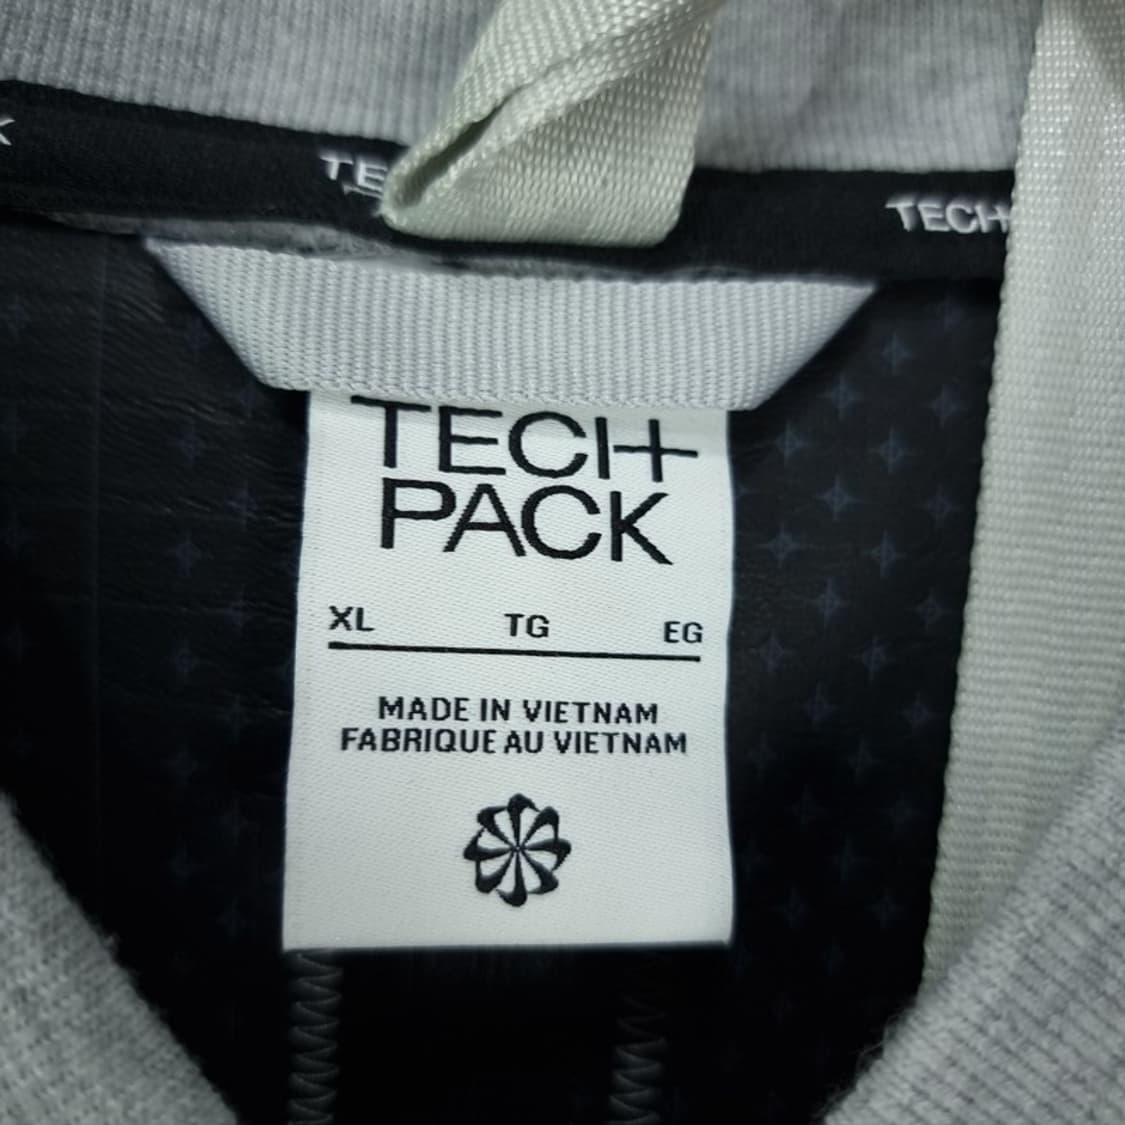 TECH
TECH
PACK
XL TG EG
MADE IN VIETNAM
FABRIQUE AU VIETNAM